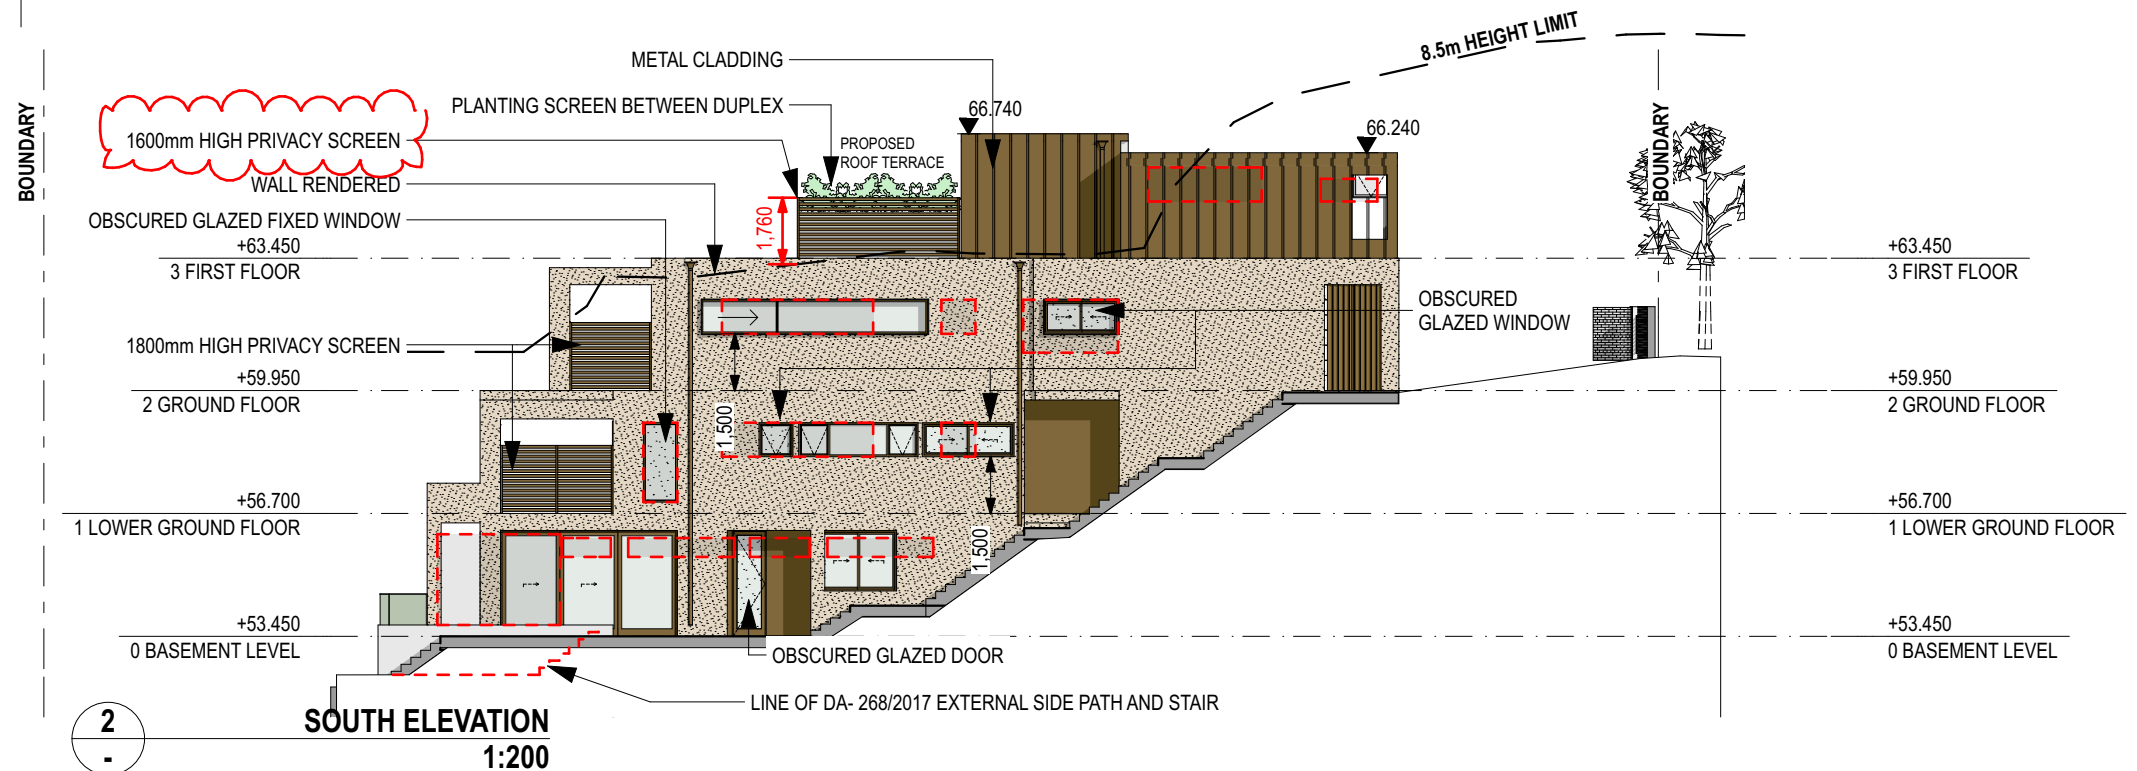 8.5m HEIGHT LIMIT
METAL CLADDING
PLANTING SCREEN BETWEEN DUPLEX
66.740
66.240
1600mm HIGH PRIVACY SCREEN
PROPOSED
ROOF TERRACE
BOUNDARY
BOUNDARY
WALL RENDERED
OBSCURED GLAZED FIXED WINDOW
1,760
+63.450
3 FIRST FLOOR
+63.450
3 FIRST FLOOR
OBSCURED
GLAZED WINDOW
1800mm HIGH PRIVACY SCREEN
+59.950
2 GROUND FLOOR
+59.950
2 GROUND FLOOR
1,500
+56.700
1 LOWER GROUND FLOOR
+56.700
1 LOWER GROUND FLOOR
1,500
+53.450
0 BASEMENT LEVEL
+53.450
0 BASEMENT LEVEL
OBSCURED GLAZED DOOR
LINE OF DA- 268/2017 EXTERNAL SIDE PATH AND STAIR
2
-
SOUTH ELEVATION
1:200